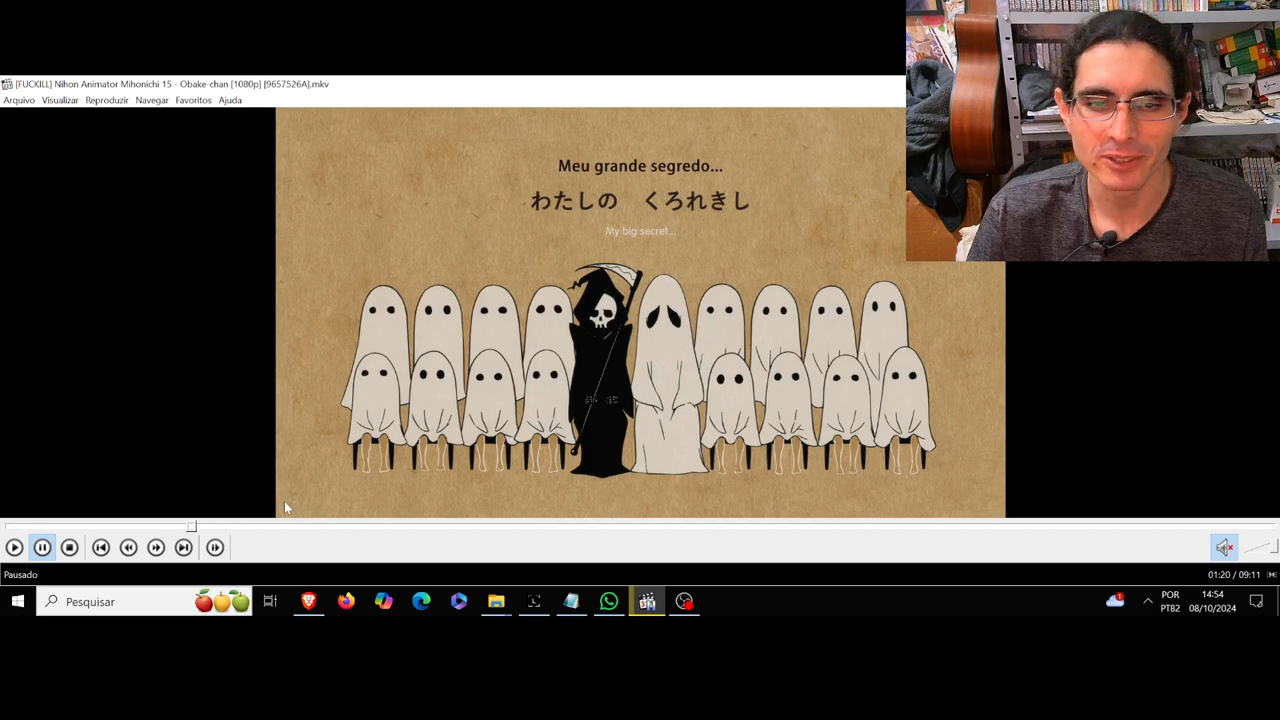 [FUCKILL] Nihon Animator Mihonichi 15 - Obake-chan [1080p] [9657526A].mkv
Arquivo Visualizar Reproduzir Navegar Favoritos Ajuda
Meu grande segredo...
わたしの　くろれきし
My big secret...
Pausado
01:20 / 09:11
Pesquisar
1
POR
PTB2
14:54
08/10/2024